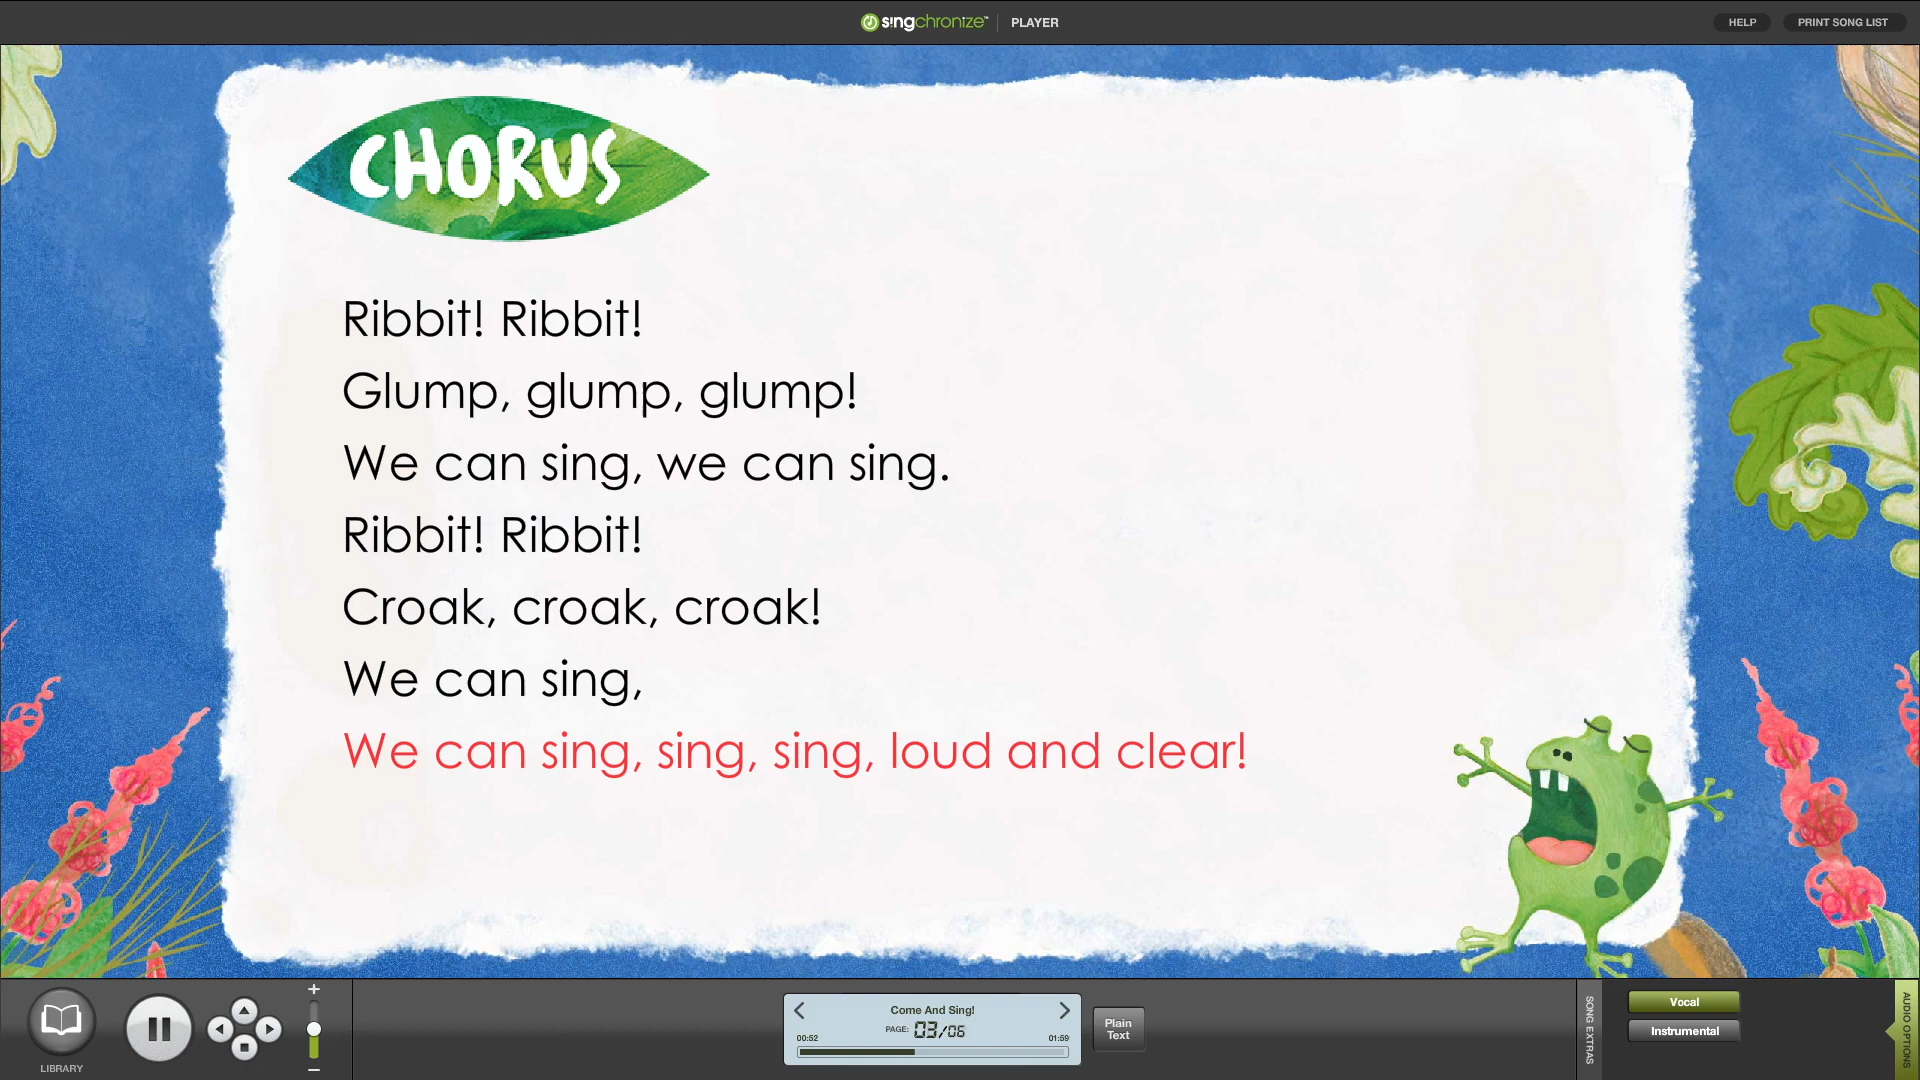 singchronize™ PLAYER
HELP
PRINT SONG LIST
CHORUS
Ribbit! Ribbit!
Glump, glump, glump!
We can sing, we can sing.
Ribbit! Ribbit!
Croak, croak, croak!
We can sing,
We can sing, sing, sing, loud and clear!
LIBRARY
+
−
Come And Sing!
PAGE: 03/06
00:52
01:59
Plain
Text
SONG EXTRAS
Vocal
Instrumental
AUDIO OPTIONS